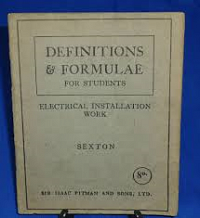 DEFINITIONS
& FORMULAE
FOR STUDENTS
ELECTRICAL INSTALLATION
WORK
SEXTON
8D.
SIR ISAAC PITMAN AND SONS, LTD.